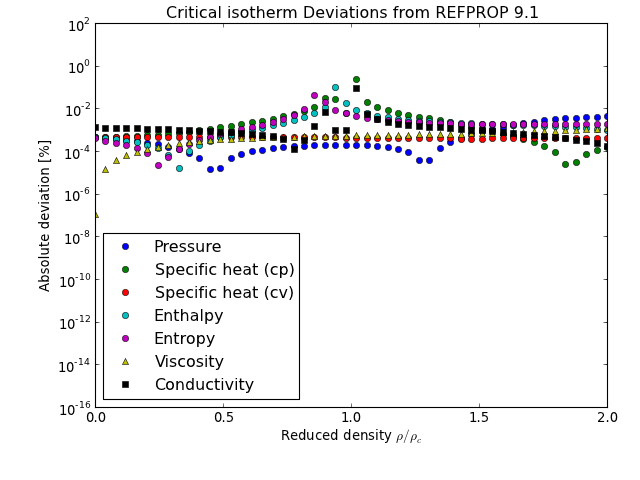 Critical isotherm Deviations from REFPROP 9.1
10^2
10^0
10^-2
10^-4
10^-6
10^-8
10^-10
10^-12
10^-14
10^-16
Absolute deviation [%]
Pressure
Specific heat (cp)
Specific heat (cv)
Enthalpy
Entropy
Viscosity
Conductivity
0.0 0.5 1.0 1.5 2.0
Reduced density ρ/ρ_c